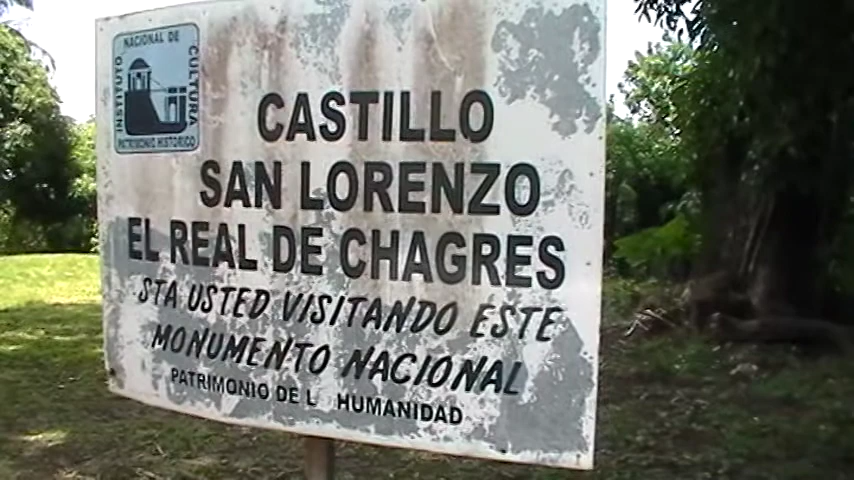 INSTITUTO NACIONAL DE CULTURA
PATRIMONIO HISTORICO
CASTILLO
SAN LORENZO
EL REAL DE CHAGRES
STA USTED VISITANDO ESTE
MONUMENTO NACIONAL
PATRIMONIO DE L HUMANIDAD